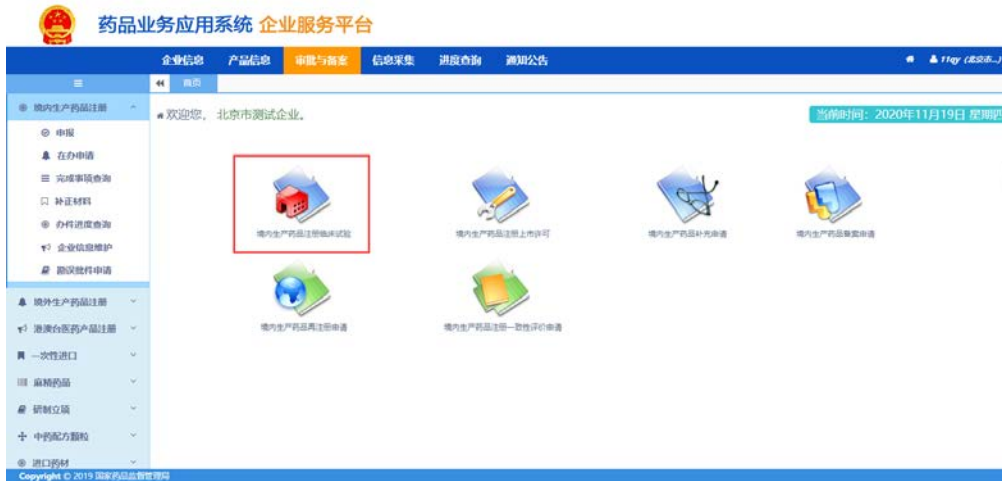 药品业务应用系统 企业服务平台
企业信息 产品信息 审批与备案 信息采集 进度查询 通知公告
首页
境内生产药品注册
申报
在办申请
完成事项查询
补正材料
办件进度查询
企业信息维护
勘误批件申请
境外生产药品注册
港澳台医药产品注册
一次性进口
麻精药品
研制立项
中药配方颗粒
进口药材
欢迎您, 北京市测试企业。
当前时间: 2020年11月19日 星期四
境内生产药品注册临床试验
境内生产药品注册上市许可
境内生产药品补充申请
境内生产药品备案申请
境内生产药品再注册申请
境内生产药品注册一致性评价申请
Copyright © 2019 国家药品监督管理局